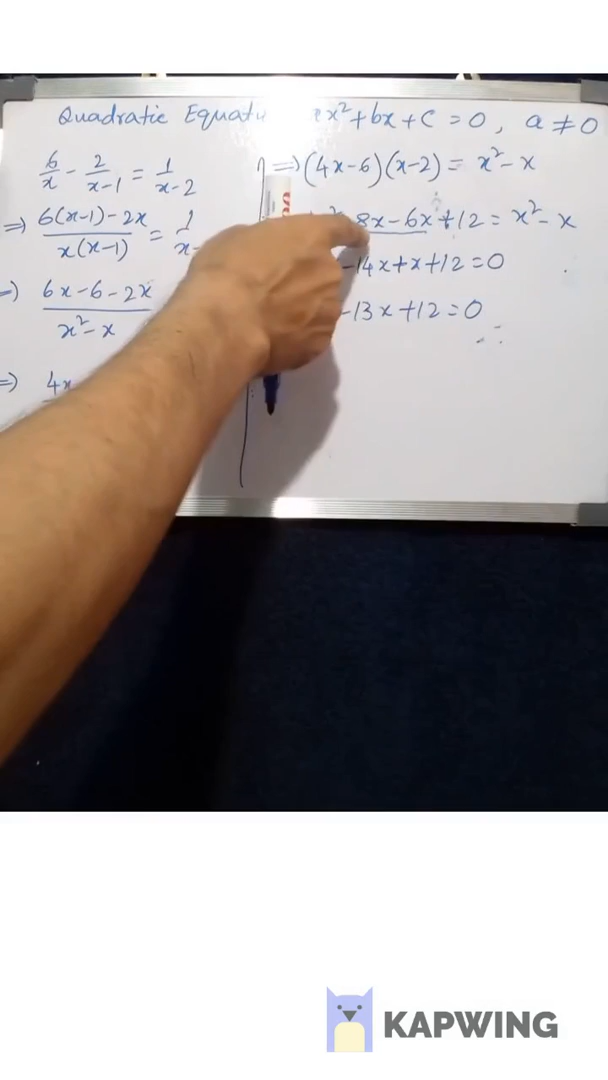 Quadratic Equati x²+bx+c=0, a≠0
6/x - 2/(x-1) = 1/(x-2)
⇒ (6(x-1)-2x)/(x(x-1)) = 1/x-
⇒ (6x-6-2x)/(x²-x)
⇒ 4x
⇒ (4x-6)(x-2) = x²-x
8x-6x+12 = x²-x
-14x+x+12=0
-13x+12=0
KAPWING